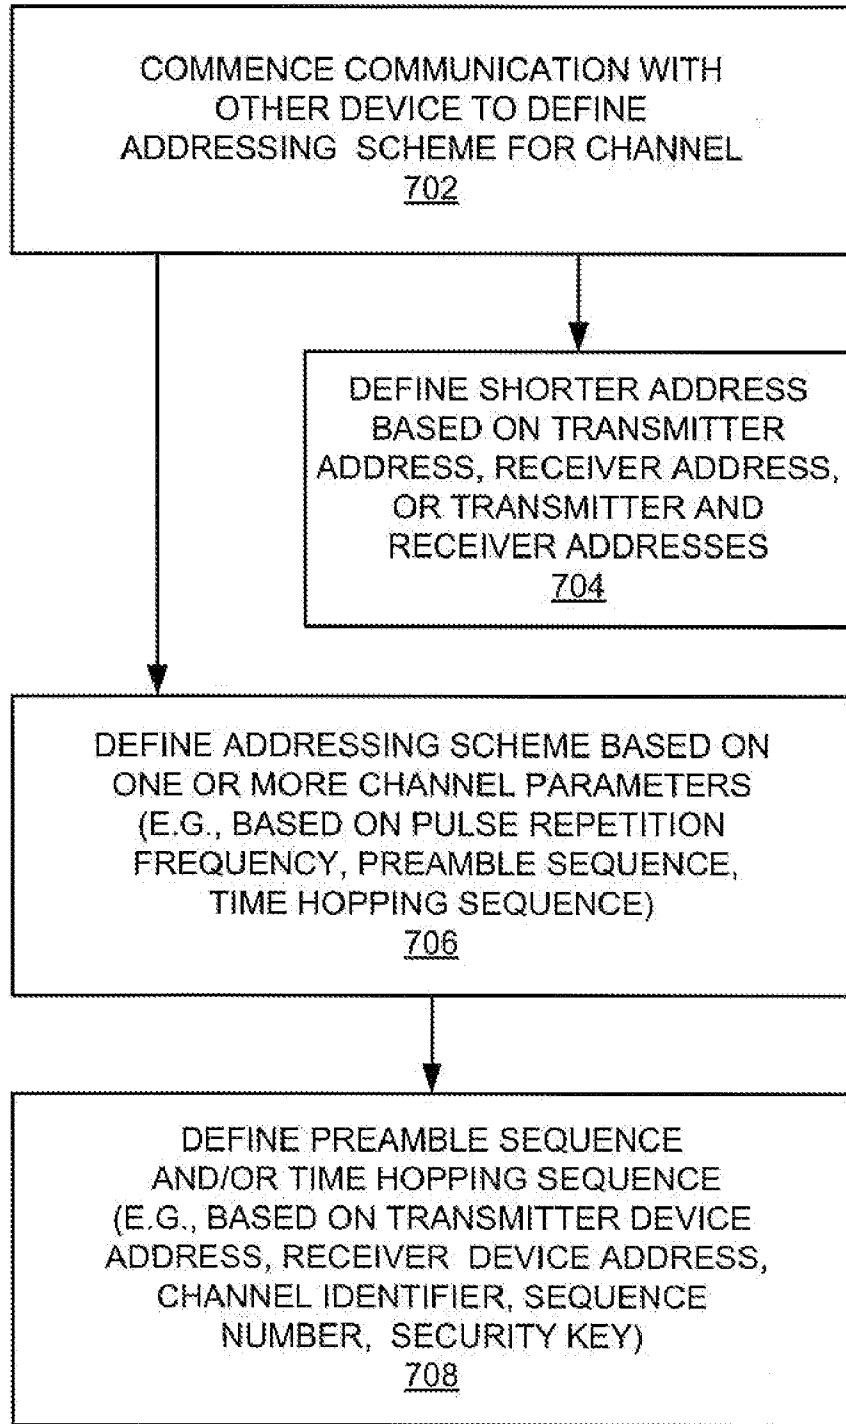 COMMENCE COMMUNICATION WITH
OTHER DEVICE TO DEFINE
ADDRESSING SCHEME FOR CHANNEL
702
DEFINE SHORTER ADDRESS
BASED ON TRANSMITTER
ADDRESS, RECEIVER ADDRESS,
OR TRANSMITTER AND
RECEIVER ADDRESSES
704
DEFINE ADDRESSING SCHEME BASED ON
ONE OR MORE CHANNEL PARAMETERS
(E.G., BASED ON PULSE REPETITION
FREQUENCY, PREAMBLE SEQUENCE,
TIME HOPPING SEQUENCE)
706
DEFINE PREAMBLE SEQUENCE
AND/OR TIME HOPPING SEQUENCE
(E.G., BASED ON TRANSMITTER DEVICE
ADDRESS, RECEIVER DEVICE ADDRESS,
CHANNEL IDENTIFIER, SEQUENCE
NUMBER, SECURITY KEY)
708